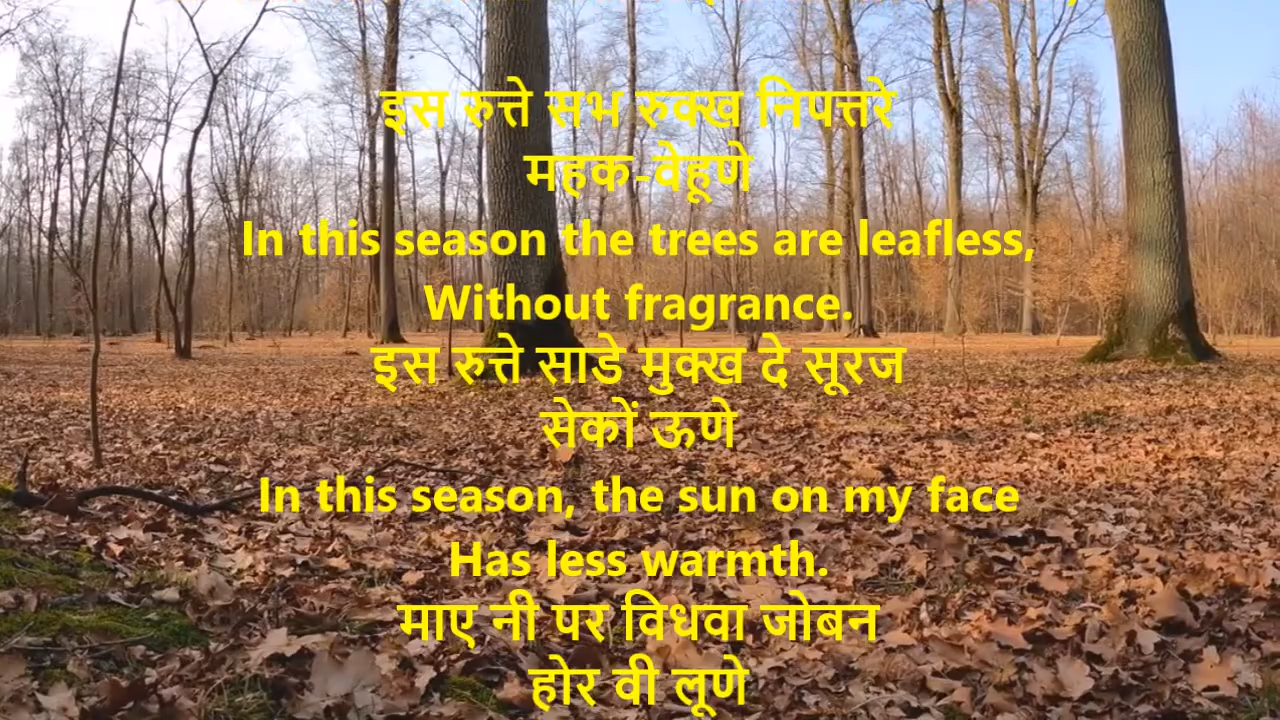 इस रुत्ते सभ रुक्ख निपत्तरे
महक-वेहूणे
In this season the trees are leafless,
Without fragrance.
इस रुत्ते साडे मुक्ख दे सूरज
सेकों ऊणे
In this season, the sun on my face
Has less warmth.
माए नी पर विधवा जोबन
होर वी लूणे